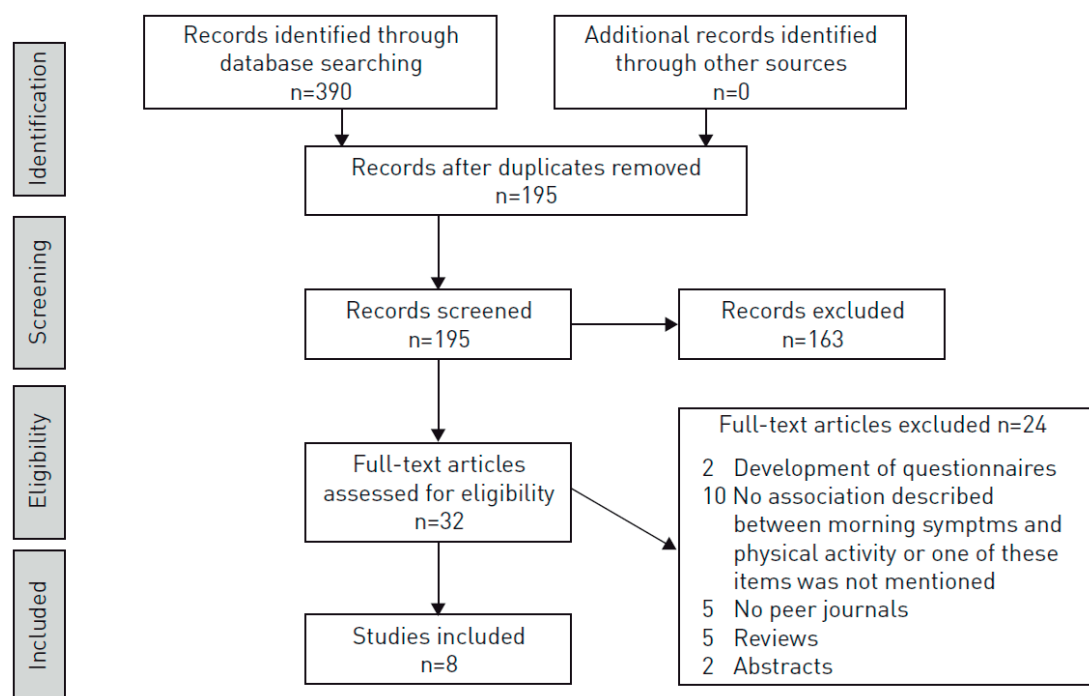 Identification
Records identified through
database searching
n=390
Additional records identified
through other sources
n=0
Records after duplicates removed
n=195
Screening
Records screened
n=195
Records excluded
n=163
Eligibility
Full-text articles
assessed for eligibility
n=32
Full-text articles excluded n=24
2 Development of questionnaires
10 No association described
between morning symptms and
physical activity or one of these
items was not mentioned
5 No peer journals
5 Reviews
2 Abstracts
Included
Studies included
n=8